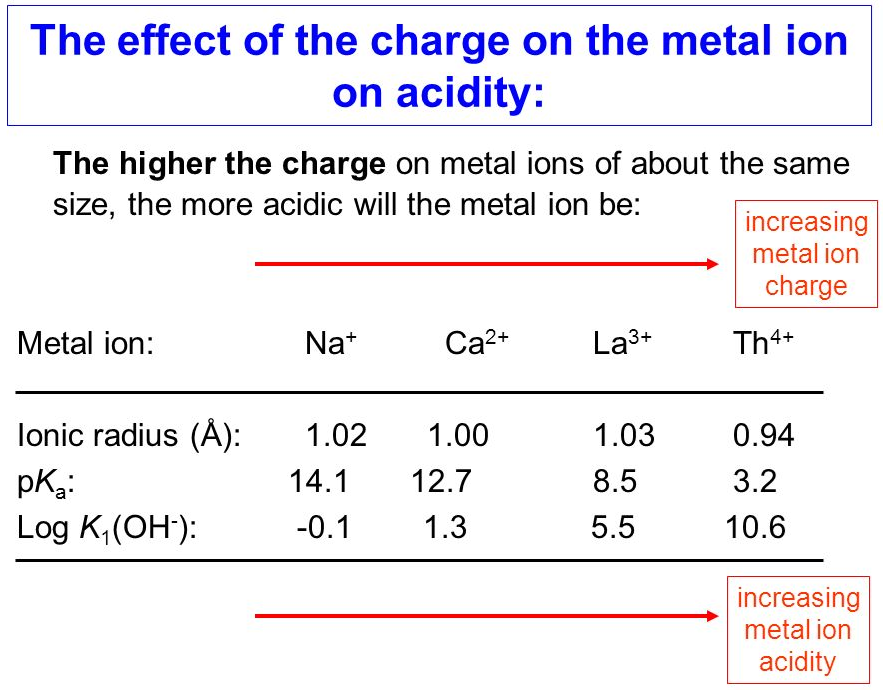 The effect of the charge on the metal ion
on acidity:
The higher the charge on metal ions of about the same
size, the more acidic will the metal ion be:
increasing
metal ion
charge
Metal ion: Na⁺ Ca²⁺ La³⁺ Th⁴⁺
Ionic radius (Å): 1.02 1.00 1.03 0.94
pKₐ: 14.1 12.7 8.5 3.2
Log K₁(OH⁻): -0.1 1.3 5.5 10.6
increasing
metal ion
acidity